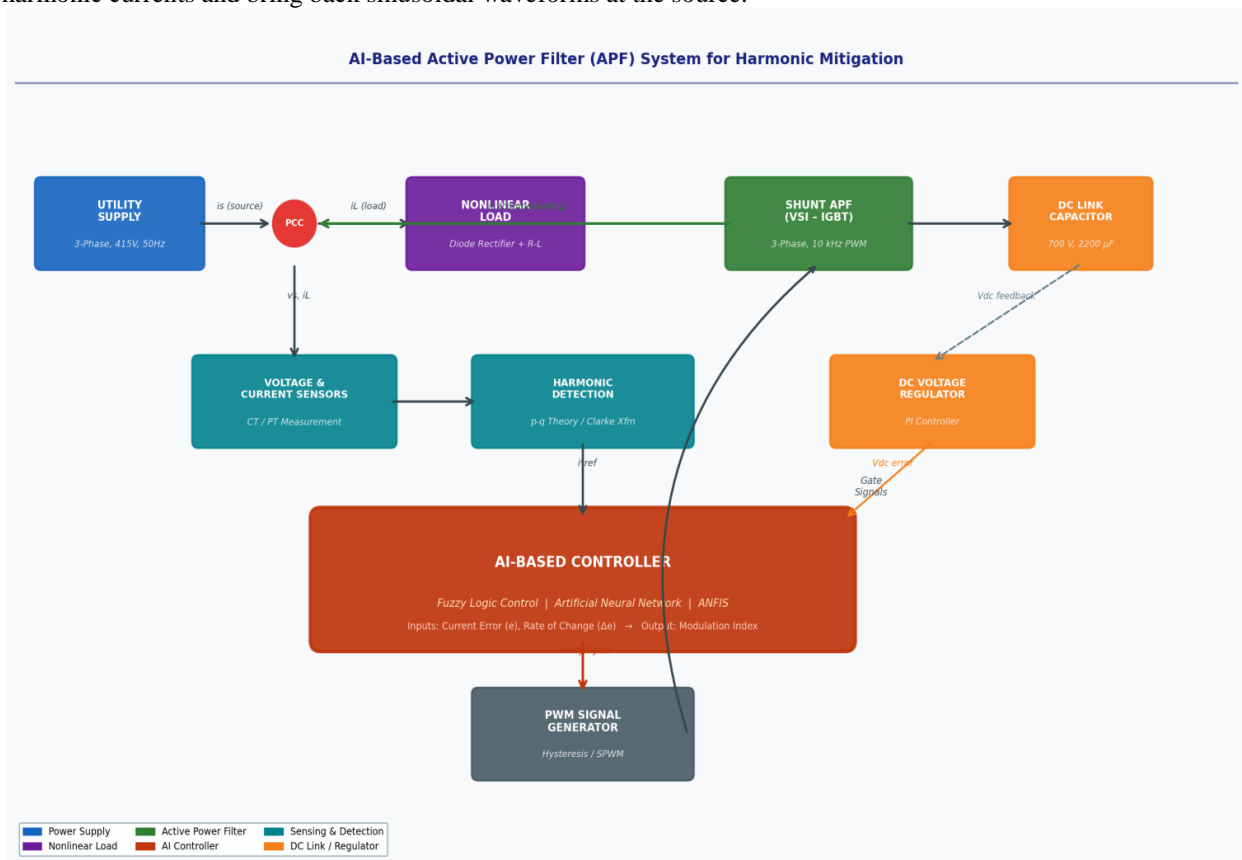 harmonic currents and bring back sinusoidal waveforms at the source.
AI-Based Active Power Filter (APF) System for Harmonic Mitigation
UTILITY
SUPPLY
3-Phase, 415V, 50Hz
is (source)
PCC
iL (load)
NONLINEAR
LOAD
Diode Rectifier + R-L
SHUNT APF
(VSI – IGBT)
3-Phase, 10 kHz PWM
DC LINK
CAPACITOR
700 V, 2200 μF
vs, iL
Vdc feedback
VOLTAGE &
CURRENT SENSORS
CT / PT Measurement
HARMONIC
DETECTION
p-q Theory / Clarke Xfm
DC VOLTAGE
REGULATOR
PI Controller
Vdc error
Gate
Signals
AI-BASED CONTROLLER
Fuzzy Logic Control | Artificial Neural Network | ANFIS
Inputs: Current Error (e), Rate of Change (Δe) → Output: Modulation Index
PWM SIGNAL
GENERATOR
Hysteresis / SPWM
Power Supply
Nonlinear Load
Active Power Filter
AI Controller
Sensing & Detection
DC Link / Regulator